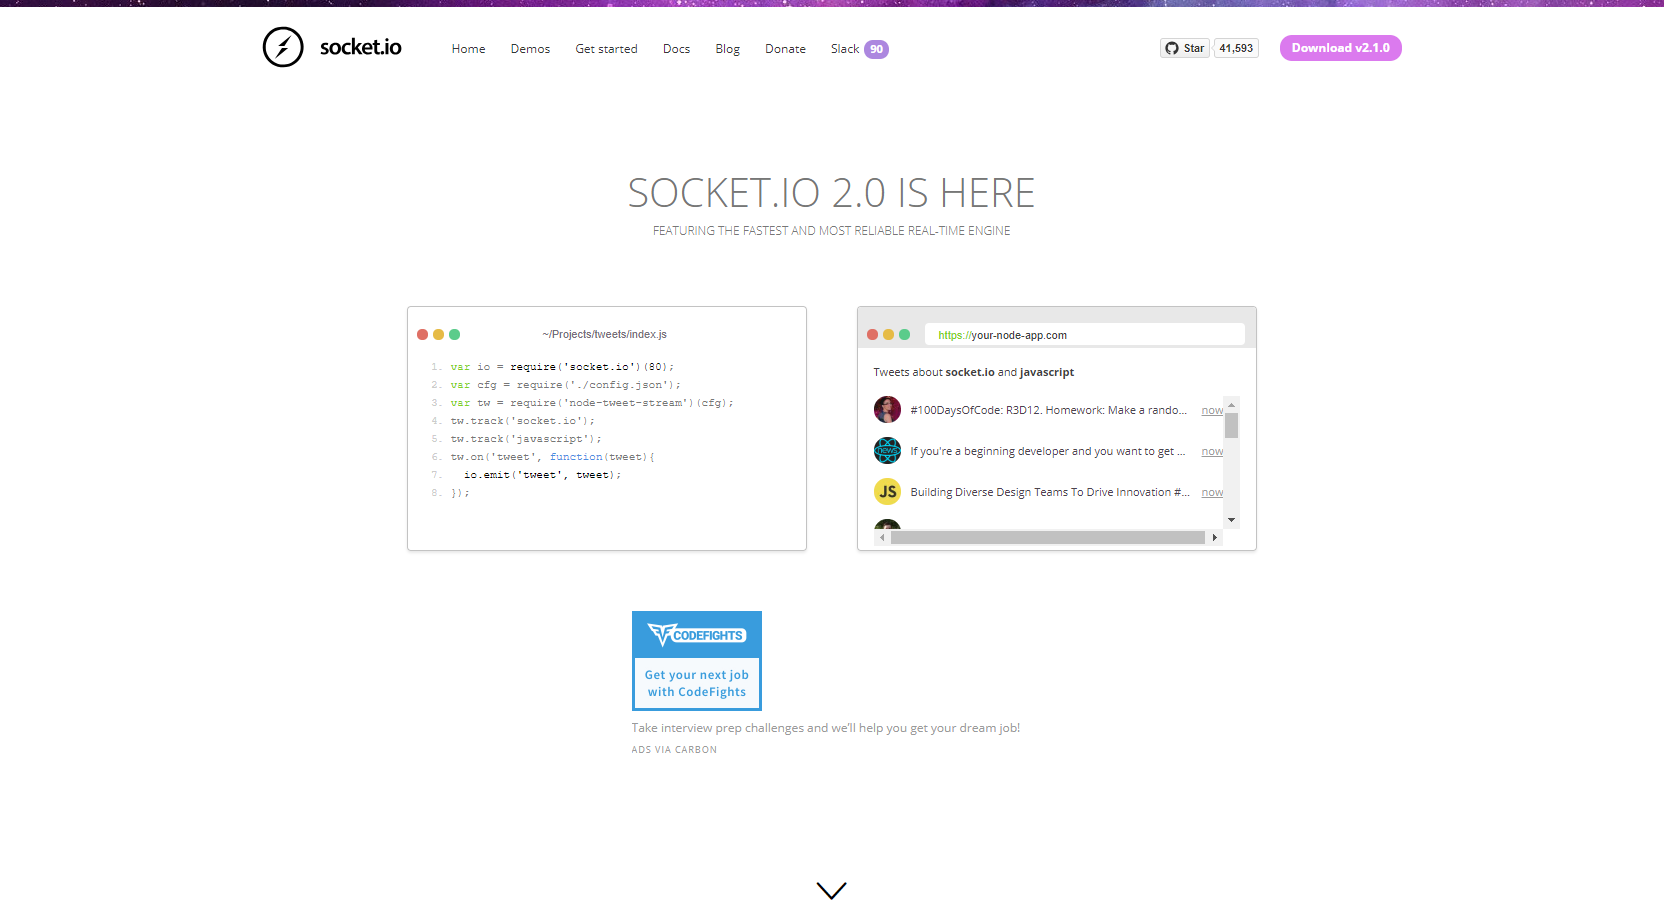 socket.io
Home Demos Get started Docs Blog Donate Slack 90
Star 41,593 Download v2.1.0
SOCKET.IO 2.0 IS HERE
FEATURING THE FASTEST AND MOST RELIABLE REAL-TIME ENGINE
~/Projects/tweets/index.js
1. var io = require('socket.io')(80);
2. var cfg = require('./config.json');
3. var tw = require('node-tweet-stream')(cfg);
4. tw.track('socket.io');
5. tw.track('javascript');
6. tw.on('tweet', function(tweet){
7. io.emit('tweet', tweet);
8. });
https://your-node-app.com
Tweets about socket.io and javascript
#100DaysOfCode: R3D12. Homework: Make a rando... now
news
If you're a beginning developer and you want to get ... now
JS
Building Diverse Design Teams To Drive Innovation #... now
CODEFIGHTS
Get your next job
with CodeFights
Take interview prep challenges and we'll help you get your dream job!
ADS VIA CARBON